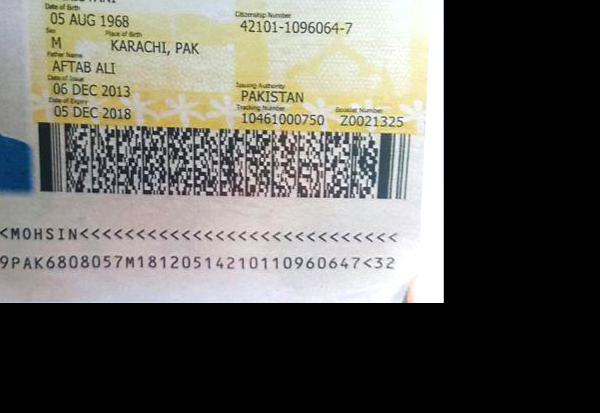 Date of Birth Citizenship Number
05 AUG 1968 42101-1096064-7
Sex Place of Birth
M KARACHI, PAK
Father Name
AFTAB ALI
Date of Issue Issuing Authority
06 DEC 2013 PAKISTAN
Date of Expiry Tracking Number Booklet Number
05 DEC 2018 10461000750 Z0021325
<MOHSIN<<<<<<<<<<<<<<<<<<<<<<<<<<<<
9PAK6808057M18120514210110960647<32